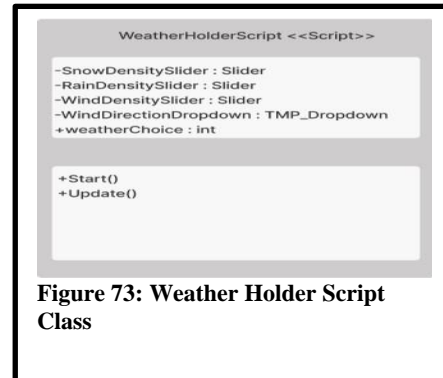 WeatherHolderScript <<Script>>
-SnowDensitySlider : Slider
-RainDensitySlider : Slider
-WindDensitySlider : Slider
-WindDirectionDropdown : TMP_Dropdown
+weatherChoice : int
+Start()
+Update()
Figure 73: Weather Holder Script
Class